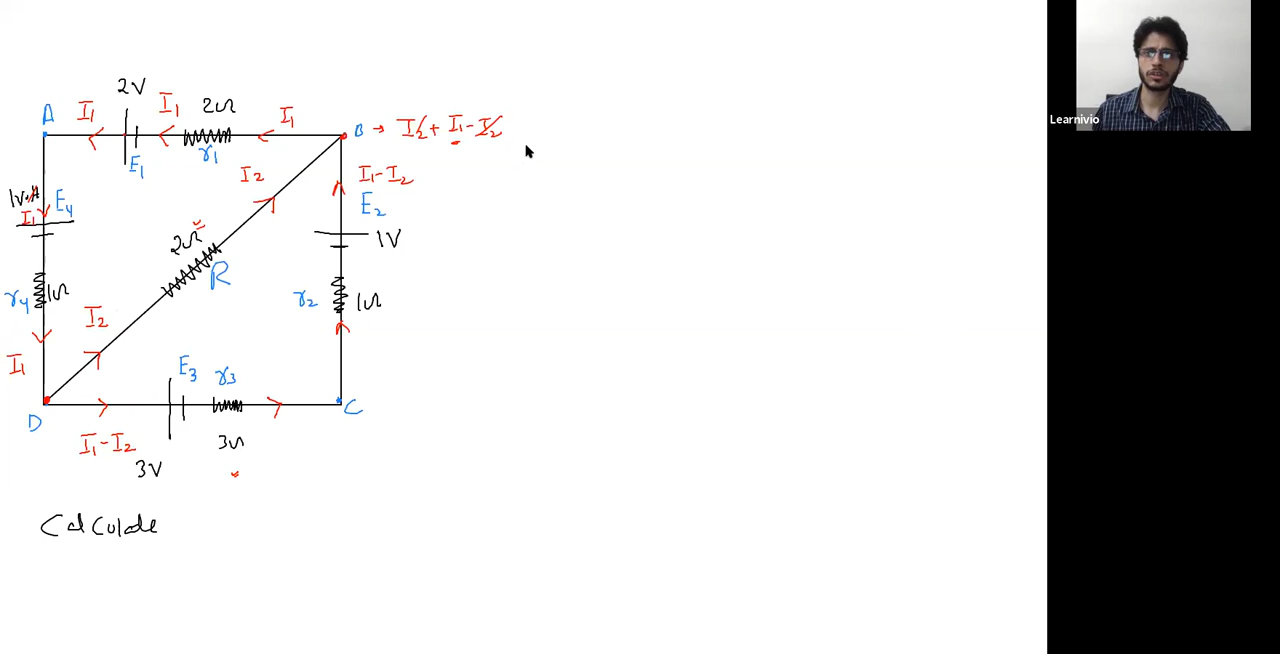 2V
A I₁ I₁ 2Ω I₁ B → I₂ + I₁ - I₂
E₁ r₁
Learnivio
I₂ I₁-I₂
I₁ E₄ E₂
2Ω 1V
R
r₄ 1Ω r₂ 1Ω
I₂
I₁ E₃ r₃
D C
I₁-I₂ 3Ω
3V
Calculate